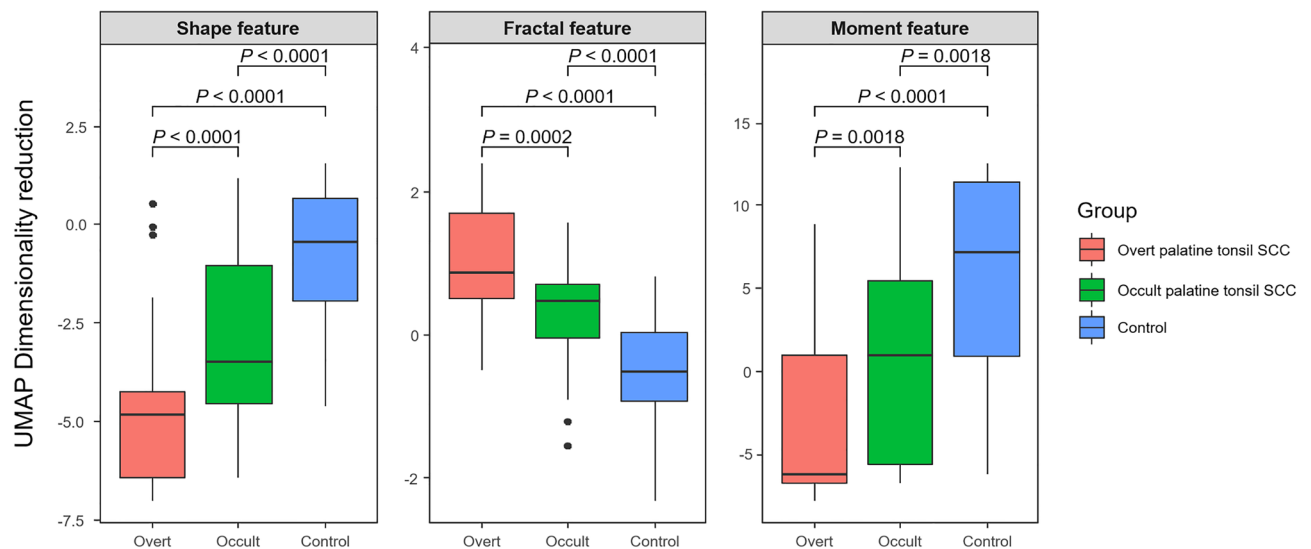 Shape feature
Fractal feature
Moment feature
UMAP Dimensionality reduction
P < 0.0001
P < 0.0001
P < 0.0001
2.5
0.0
-2.5
-5.0
-7.5
Overt
Occult
Control
P < 0.0001
P < 0.0001
P = 0.0002
4
2
0
-2
Overt
Occult
Control
P = 0.0018
P < 0.0001
P = 0.0018
15
10
5
0
-5
Overt
Occult
Control
Group
Overt palatine tonsil SCC
Occult palatine tonsil SCC
Control